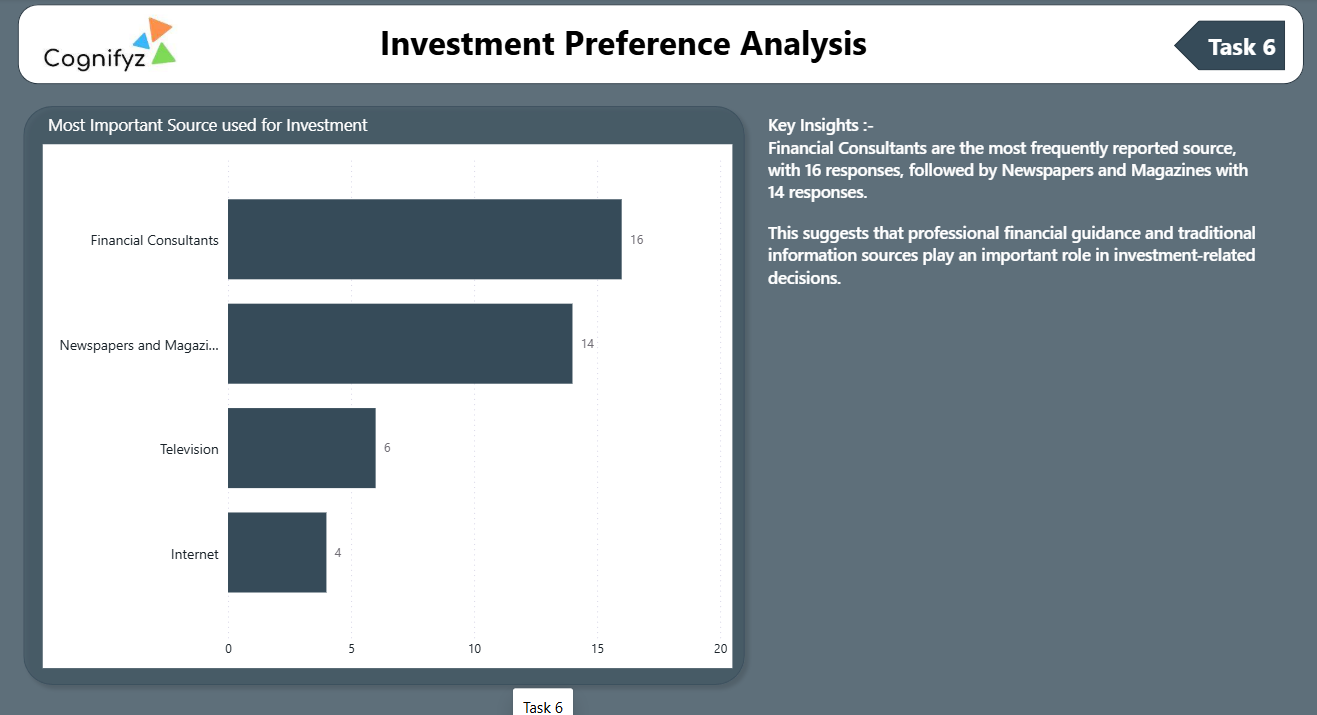 Cognifyz
Investment Preference Analysis
Task 6
Most Important Source used for Investment
Financial Consultants
16
Newspapers and Magazi...
14
Television
6
Internet
4
0 5 10 15 20
Key Insights :-
Financial Consultants are the most frequently reported source,
with 16 responses, followed by Newspapers and Magazines with
14 responses.
This suggests that professional financial guidance and traditional
information sources play an important role in investment-related
decisions.
Task 6